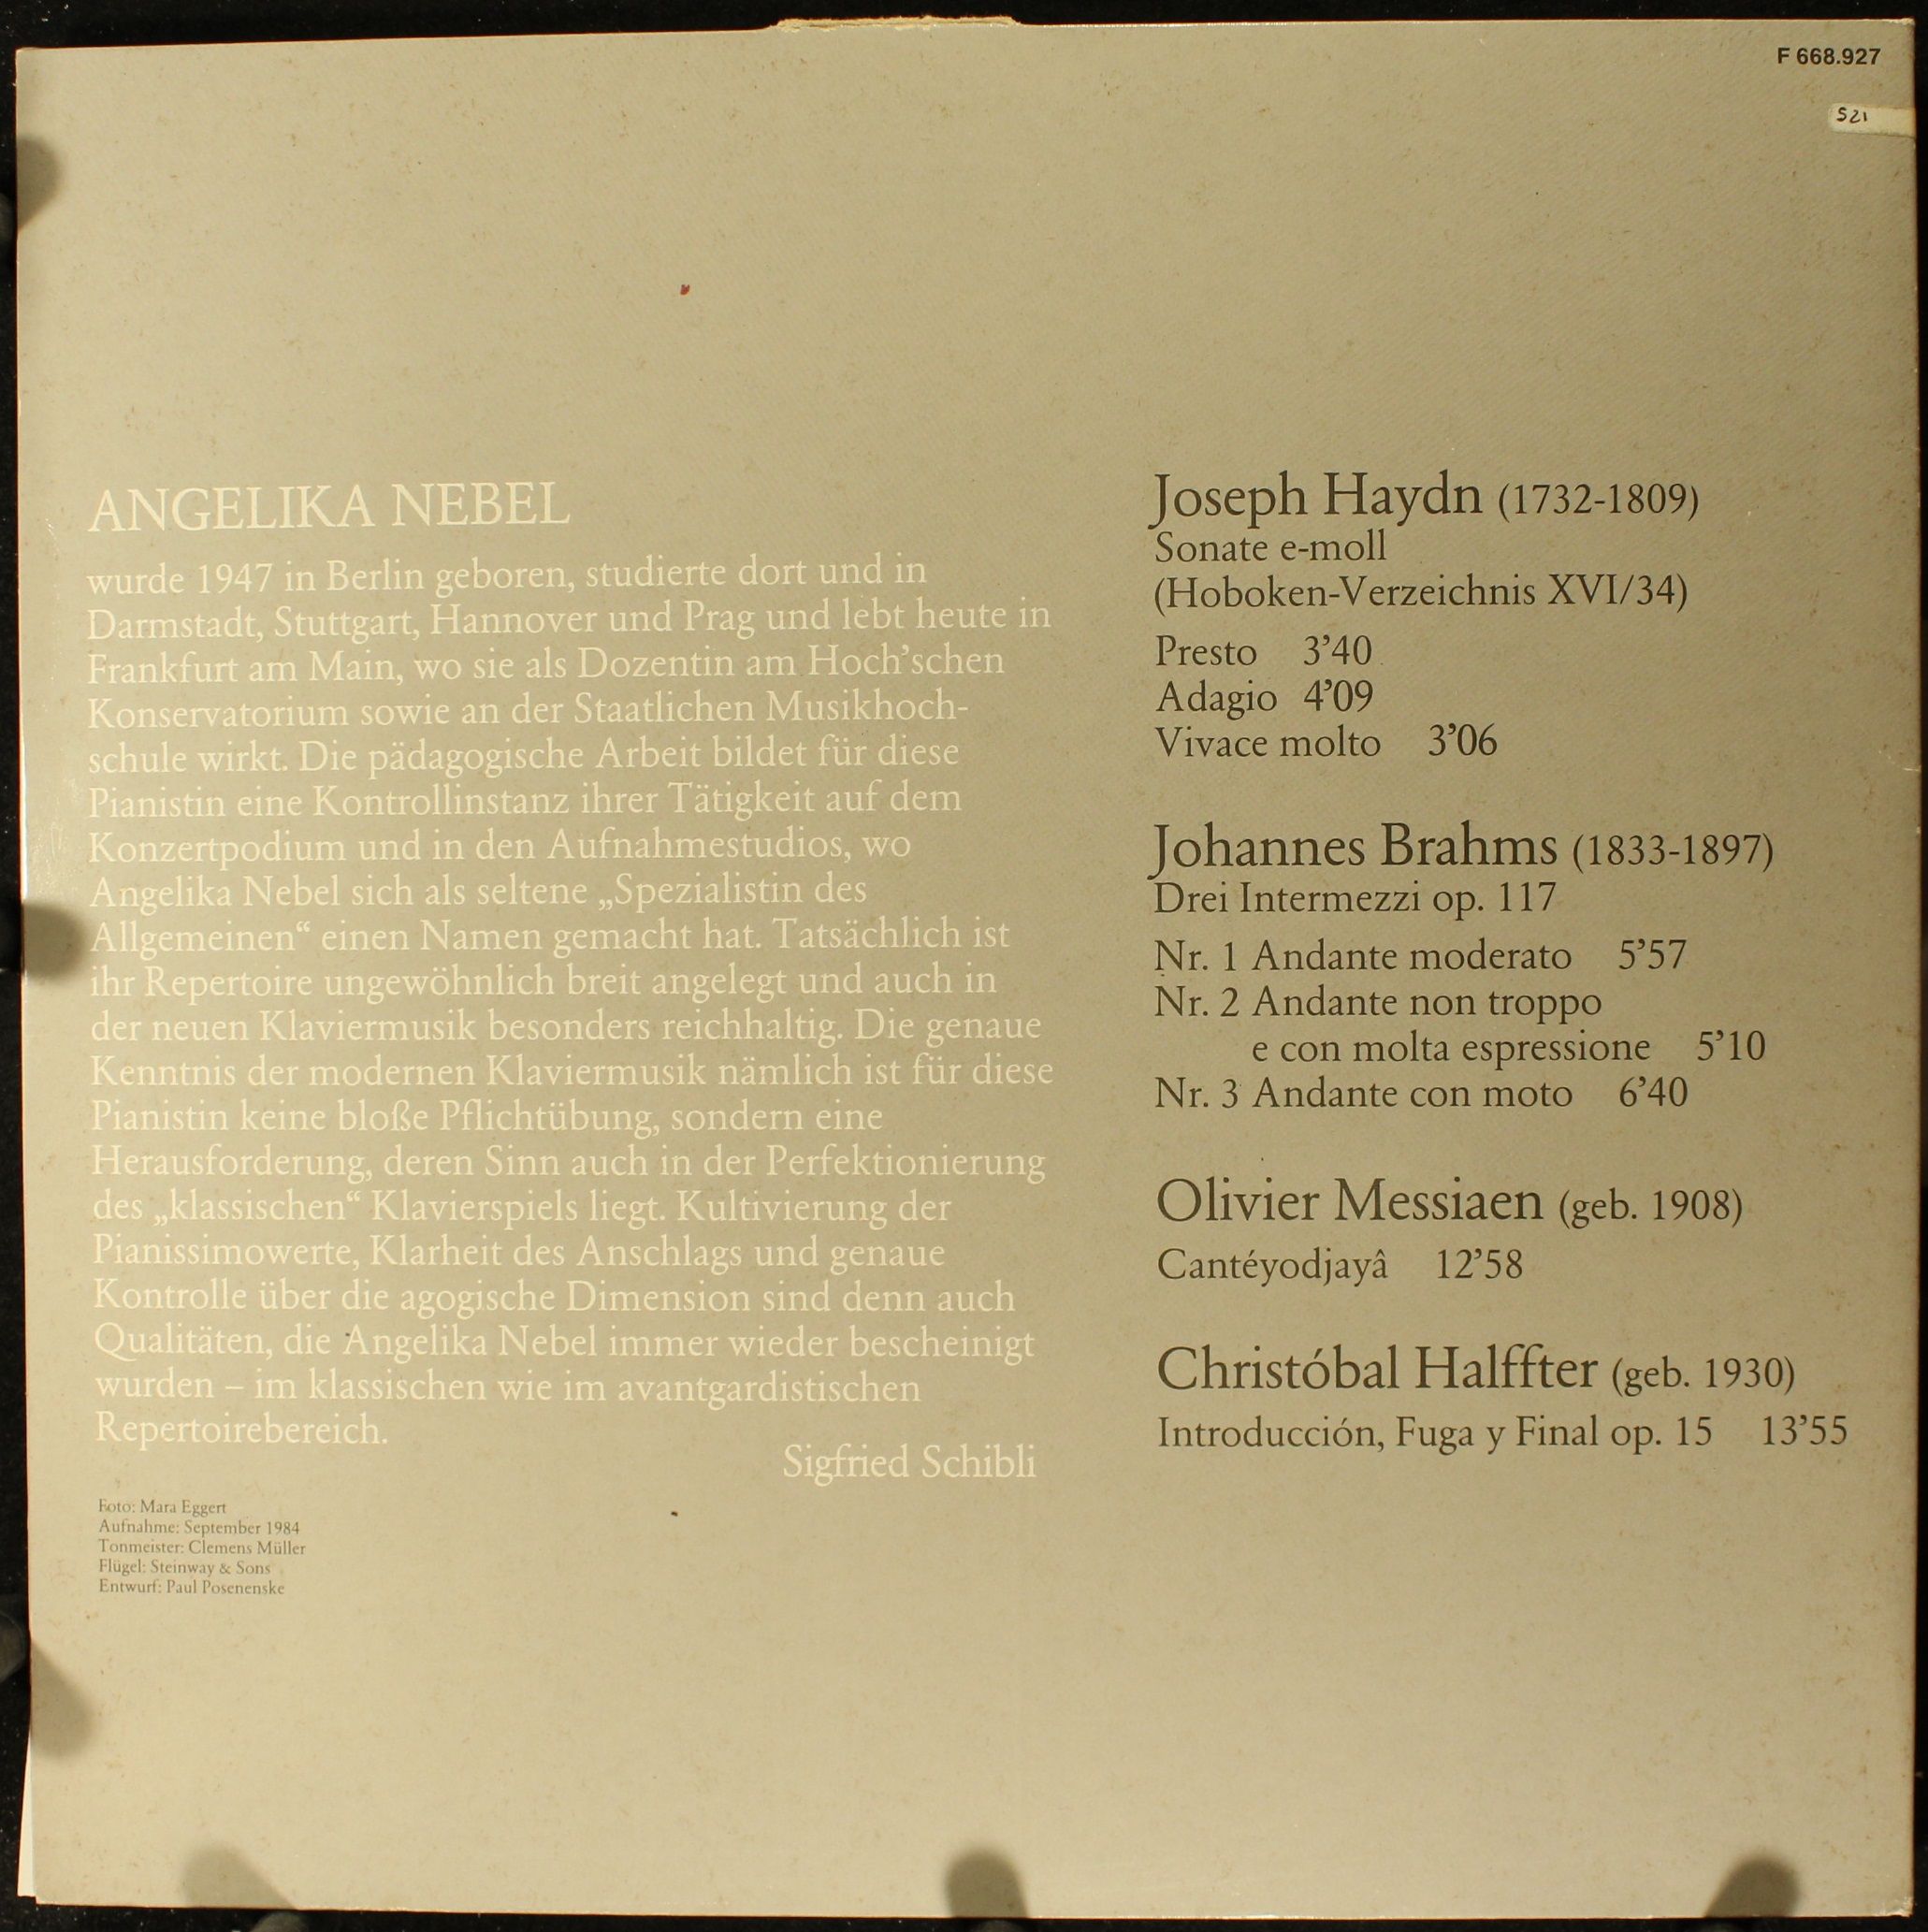 F 668.927
521
ANGELIKA NEBEL
wurde 1947 in Berlin geboren, studierte dort und in
Darmstadt, Stuttgart, Hannover und Prag und lebt heute in
Frankfurt am Main, wo sie als Dozentin am Hoch’schen
Konservatorium sowie an der Staatlichen Musikhoch-
schule wirkt. Die pädagogische Arbeit bildet für diese
Pianistin eine Kontrollinstanz ihrer Tätigkeit auf dem
Konzertpodium und in den Aufnahmestudios, wo
Angelika Nebel sich als seltene „Spezialistin des
Allgemeinen“ einen Namen gemacht hat. Tatsächlich ist
ihr Repertoire ungewöhnlich breit angelegt und auch in
der neuen Klaviermusik besonders reichhaltig. Die genaue
Kenntnis der modernen Klaviermusik nämlich ist für diese
Pianistin keine bloße Pflichtübung, sondern eine
Herausforderung, deren Sinn auch in der Perfektionierung
des „klassischen“ Klavierspiels liegt. Kultivierung der
Pianissimowerte, Klarheit des Anschlags und genaue
Kontrolle über die agogische Dimension sind denn auch
Qualitäten, die Angelika Nebel immer wieder bescheinigt
wurden – im klassischen wie im avantgardistischen
Repertoirebereich.
Sigfried Schibli
Foto: Mara Eggert
Aufnahme: September 1984
Tonmeister: Clemens Müller
Flügel: Steinway & Sons
Entwurf: Paul Posenenske
Joseph Haydn (1732-1809)
Sonate e-moll
(Hoboken-Verzeichnis XVI/34)
Presto 3’40
Adagio 4’09
Vivace molto 3’06
Johannes Brahms (1833-1897)
Drei Intermezzi op. 117
Nr. 1 Andante moderato 5’57
Nr. 2 Andante non troppo
e con molta espressione 5’10
Nr. 3 Andante con moto 6’40
Olivier Messiaen (geb. 1908)
Cantéyodjayâ 12’58
Christóbal Halffter (geb. 1930)
Introducción, Fuga y Final op. 15 13’55